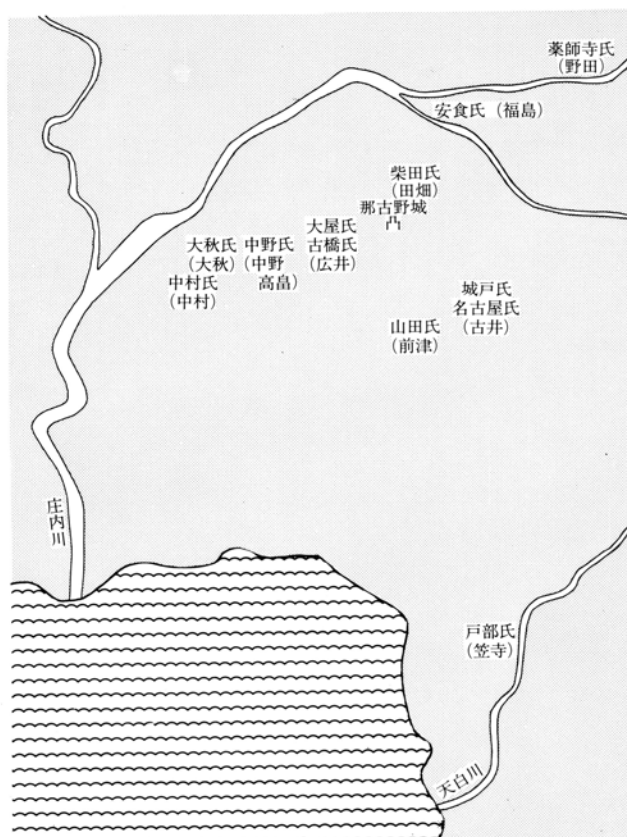 薬師寺氏
(野田)
安食氏(福島)
柴田氏
(田畑)
那古野城
大屋氏
古橋氏
(広井)
大秋氏
(大秋)
中村氏
(中村)
中野氏
(中野
高畠)
城戸氏
名古屋氏
(古井)
山田氏
(前津)
庄内川
戸部氏
(笠寺)
天白川